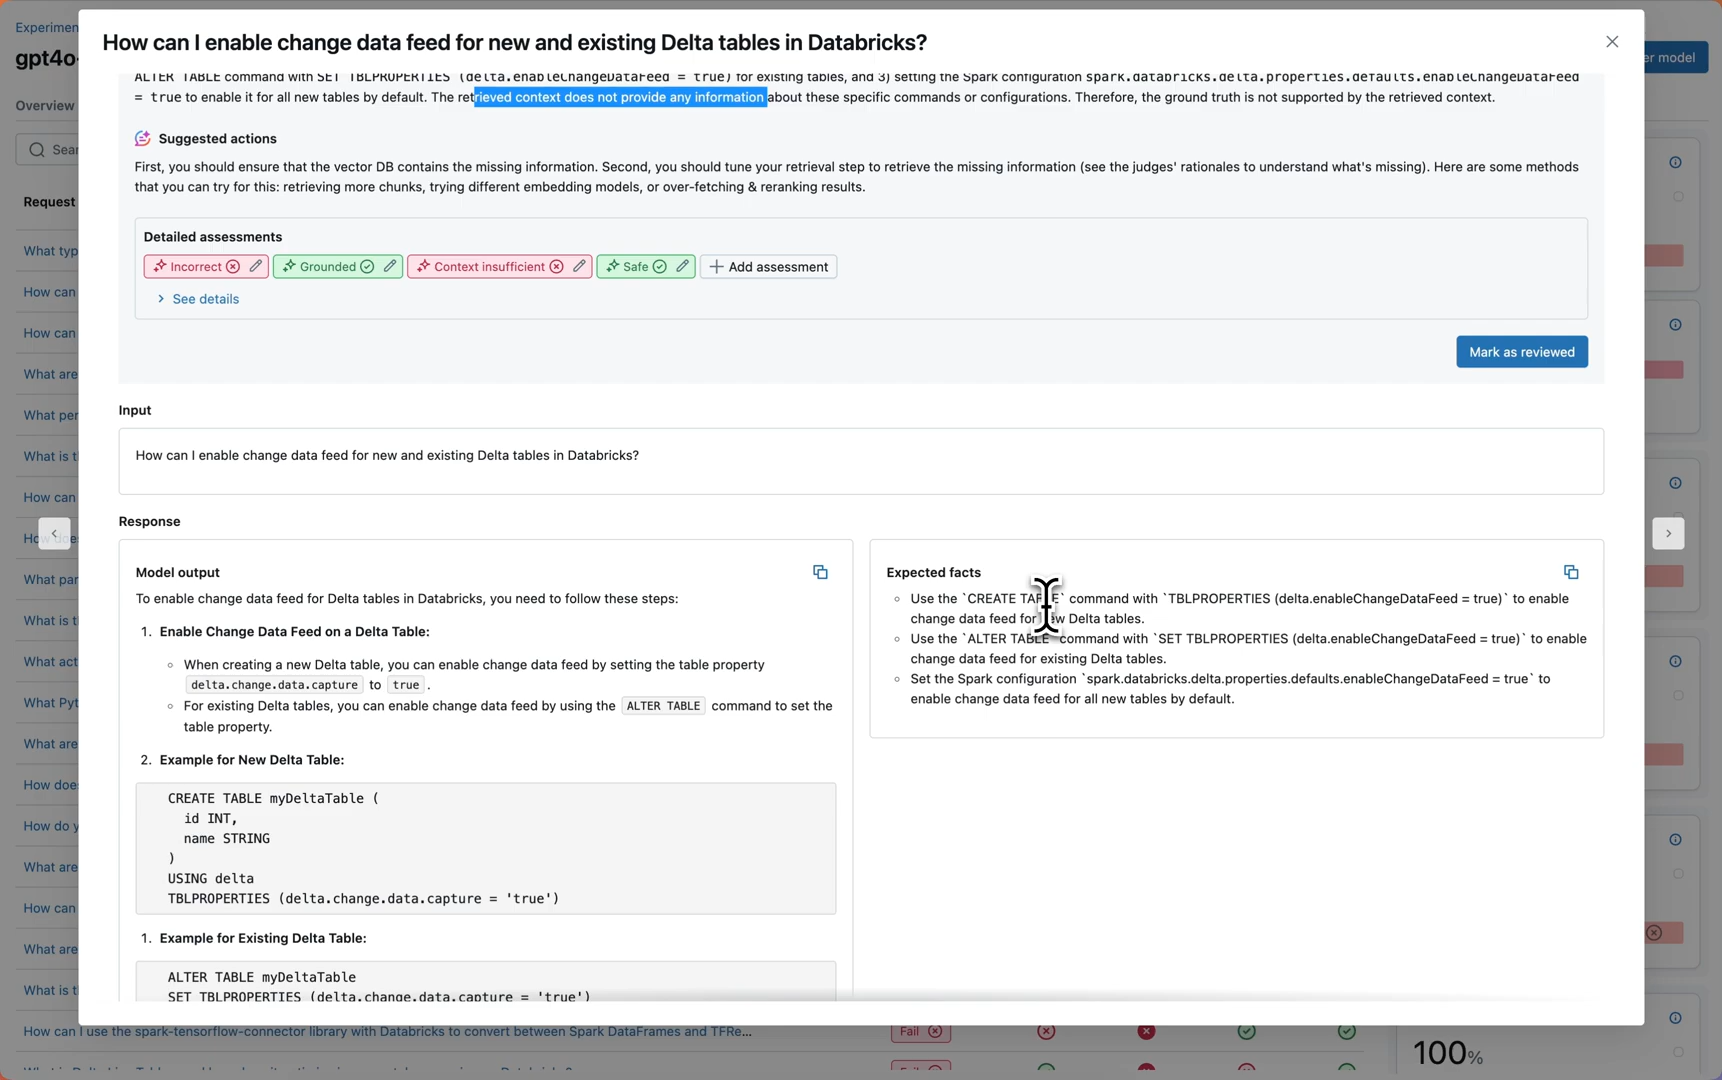 Experimen
How can I enable change data feed for new and existing Delta tables in Databricks?
gpt4o-
er model
ALTER TABLE command with SET TBLPROPERTIES (delta.enableChangeDataFeed = true) for existing tables, and 3) setting the Spark configuration spark.databricks.delta.properties.defaults.enableChangeDataFeed
= true to enable it for all new tables by default. The retrieved context does not provide any information about these specific commands or configurations. Therefore, the ground truth is not supported by the retrieved context.
Overview
Sear
Suggested actions
First, you should ensure that the vector DB contains the missing information. Second, you should tune your retrieval step to retrieve the missing information (see the judges' rationales to understand what's missing). Here are some methods
that you can try for this: retrieving more chunks, trying different embedding models, or over-fetching & reranking results.
Request
Detailed assessments
What typ
Incorrect Grounded Context insufficient Safe Add assessment
How can
See details
How can
Mark as reviewed
What are
Input
What per
How can I enable change data feed for new and existing Delta tables in Databricks?
What is t
How can
Response
How does
Model output
Expected facts
What par
To enable change data feed for Delta tables in Databricks, you need to follow these steps:
Use the `CREATE TABLE` command with `TBLPROPERTIES (delta.enableChangeDataFeed = true)` to enable
change data feed for new Delta tables.
What is t
1. Enable Change Data Feed on a Delta Table:
Use the `ALTER TABLE` command with `SET TBLPROPERTIES (delta.enableChangeDataFeed = true)` to enable
change data feed for existing Delta tables.
What act
When creating a new Delta table, you can enable change data feed by setting the table property
delta.change.data.capture to true .
Set the Spark configuration `spark.databricks.delta.properties.defaults.enableChangeDataFeed = true` to
enable change data feed for all new tables by default.
What Pyt
For existing Delta tables, you can enable change data feed by using the ALTER TABLE command to set the
table property.
What are
2. Example for New Delta Table:
How does
CREATE TABLE myDeltaTable (
id INT,
How do y
name STRING
)
What are
USING delta
TBLPROPERTIES (delta.change.data.capture = 'true')
How can
1. Example for Existing Delta Table:
What are
ALTER TABLE myDeltaTable
What is t
SET TBLPROPERTIES (delta.change.data.capture = 'true')
How can I use the spark-tensorflow-connector library with Databricks to convert between Spark DataFrames and TFRe...
Fail
100%